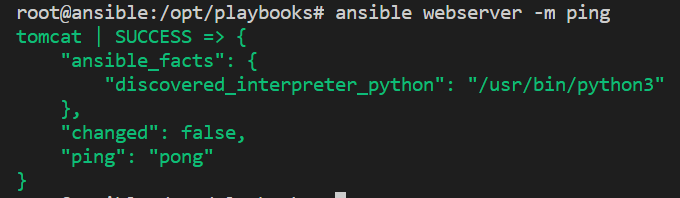 root@ansible:/opt/playbooks# ansible webserver -m ping
tomcat | SUCCESS => {
    "ansible_facts": {
        "discovered_interpreter_python": "/usr/bin/python3"
    },
    "changed": false,
    "ping": "pong"
}